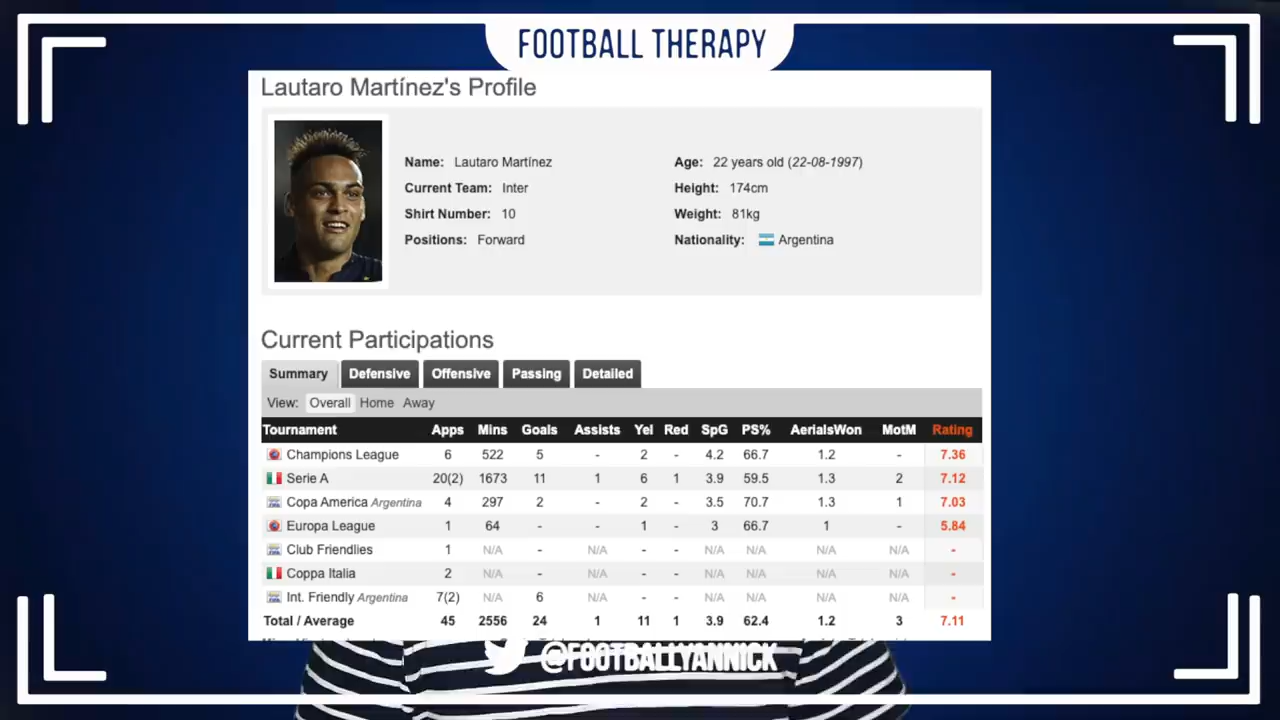 FOOTBALL THERAPY
Lautaro Martínez's Profile
Name: Lautaro Martínez
Age: 22 years old (22-08-1997)
Current Team: Inter
Height: 174cm
Shirt Number: 10
Weight: 81kg
Positions: Forward
Nationality: Argentina
Current Participations
Summary Defensive Offensive Passing Detailed
View: Overall Home Away
Tournament Apps Mins Goals Assists Yel Red SpG PS% AerialsWon MotM Rating
Champions League 6 522 5 - 2 - 4.2 66.7 1.2 - 7.36
Serie A 20(2) 1673 11 1 6 1 3.9 59.5 1.3 2 7.12
Copa America Argentina 4 297 2 - 2 - 3.5 70.7 1.3 1 7.03
Europa League 1 64 - - 1 - 3 66.7 1 - 5.84
Club Friendlies 1 N/A - N/A - - N/A N/A N/A N/A -
Coppa Italia 2 N/A - N/A - - N/A N/A N/A N/A -
Int. Friendly Argentina 7(2) N/A 6 N/A - - N/A N/A N/A N/A -
Total / Average 45 2556 24 1 11 1 3.9 62.4 1.2 3 7.11
@FOOTBALLYANNICK